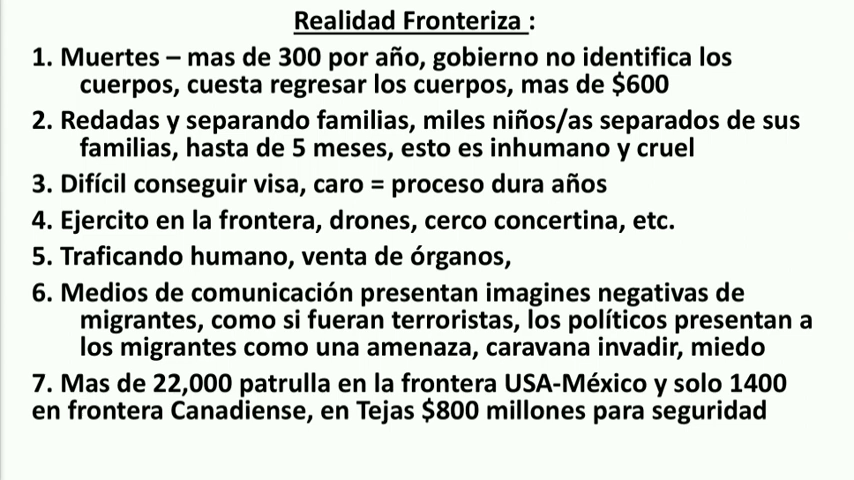 Realidad Fronteriza :
1. Muertes – mas de 300 por año, gobierno no identifica los
cuerpos, cuesta regresar los cuerpos, mas de $600
2. Redadas y separando familias, miles niños/as separados de sus
familias, hasta de 5 meses, esto es inhumano y cruel
3. Difícil conseguir visa, caro = proceso dura años
4. Ejercito en la frontera, drones, cerco concertina, etc.
5. Traficando humano, venta de órganos,
6. Medios de comunicación presentan imagines negativas de
migrantes, como si fueran terroristas, los políticos presentan a
los migrantes como una amenaza, caravana invadir, miedo
7. Mas de 22,000 patrulla en la frontera USA-México y solo 1400
en frontera Canadiense, en Tejas $800 millones para seguridad